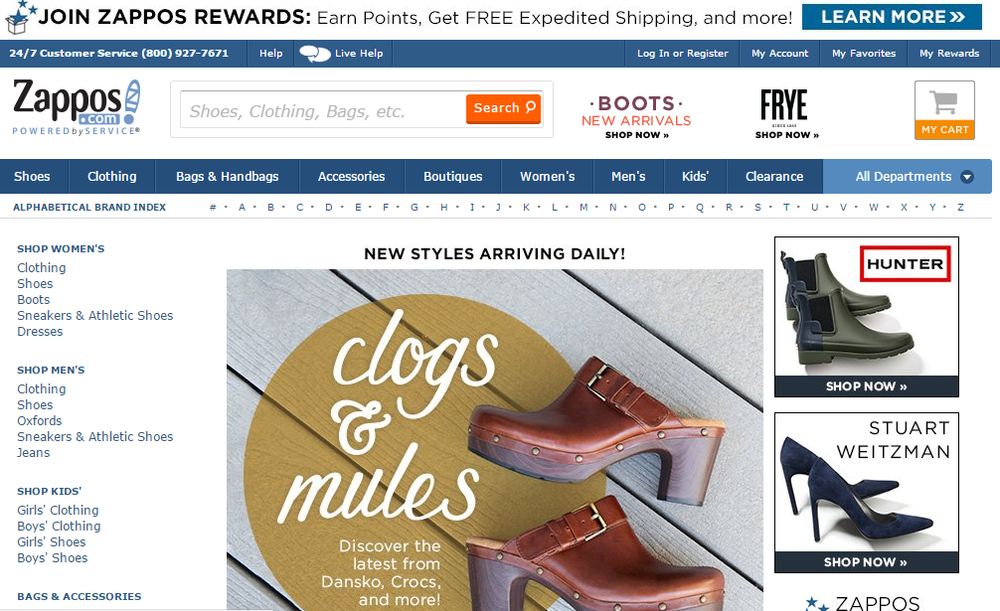 JOIN ZAPPOS REWARDS: Earn Points, Get FREE Expedited Shipping, and more! LEARN MORE »
24/7 Customer Service (800) 927-7671 Help Live Help Log In or Register My Account My Favorites My Rewards
Zappos
.com
POWERED by SERVICE®
Shoes, Clothing, Bags, etc. Search
·BOOTS·
NEW ARRIVALS
SHOP NOW »
FRYE
SINCE 1863
SHOP NOW »
MY CART
Shoes Clothing Bags & Handbags Accessories Boutiques Women's Men's Kids' Clearance All Departments
ALPHABETICAL BRAND INDEX # • A • B • C • D • E • F • G • H • I • J • K • L • M • N • O • P • Q • R • S • T • U • V • W • X • Y • Z
SHOP WOMEN'S
Clothing
Shoes
Boots
Sneakers & Athletic Shoes
Dresses
SHOP MEN'S
Clothing
Shoes
Oxfords
Sneakers & Athletic Shoes
Jeans
SHOP KIDS'
Girls' Clothing
Boys' Clothing
Girls' Shoes
Boys' Shoes
BAGS & ACCESSORIES
NEW STYLES ARRIVING DAILY!
clogs
&
mules
Discover the
latest from
Dansko, Crocs,
and more!
HUNTER
SHOP NOW »
STUART
WEITZMAN
SHOP NOW »
ZAPPOS